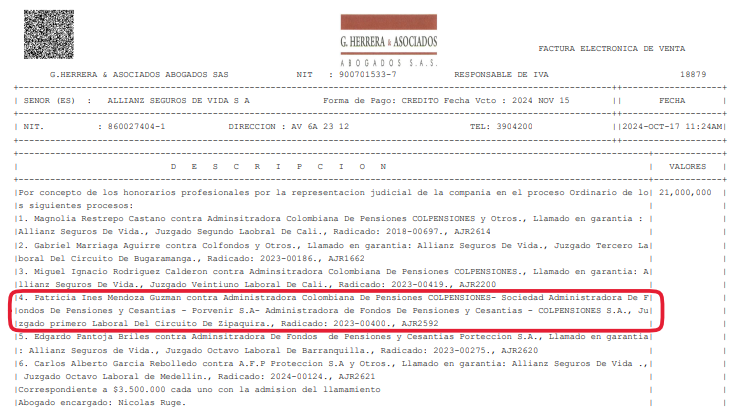 G. HERRERA & ASOCIADOS
ABOGADOS S.A.S.
FACTURA ELECTRONICA DE VENTA
G.HERRERA & ASOCIADOS ABOGADOS SAS NIT : 900701533-7 RESPONSABLE DE IVA 18879
SENOR (ES) : ALLIANZ SEGUROS DE VIDA S A Forma de Pago: CREDITO Fecha Vcto : 2024 NOV 15 || FECHA
NIT. : 860027404-1 DIRECCION : AV 6A 23 12 TEL: 3904200 ||2024-OCT-17 11:24AM|
| D E S C R I P C I O N | VALORES |
|Por concepto de los honorarios profesionales por la representacion judicial de la compania en el proceso Ordinario de lo| 21,000,000 |
|s siguientes procesos:
|1. Magnolia Restrepo Castano contra Adminsitradora Colombiana De Pensiones COLPENSIONES y Otros., Llamado en garantia :|
|Allianz Seguros De Vida., Juzgado Segundo Laobral De Cali., Radicado: 2018-00697., AJR2614
|2. Gabriel Marriaga Aguirre contra Colfondos y Otros., Llamado en garantia: Allianz Seguros De Vida., Juzgado Tercero La|
|boral Del Circuito De Bugaramanga., Radicado: 2023-00186., AJR1662
|3. Miguel Ignacio Rodriguez Calderon contra Adminsitradora Colombiana De Pensiones COLPENSIONES., Llamado en garantia: A|
|llianz Seguros De Vida., Juzgado Veintiuno Laboral De Cali., Radicado: 2023-00419., AJR2200
|4. Patricia Ines Mendoza Guzman contra Administradora Colombiana De Pensiones COLPENSIONES- Sociedad Administradora De F|
|ondos De Pensiones y Cesantias - Porvenir S.A- Administradora de Fondos De Pensiones y Cesantias - COLPENSIONES S.A., Ju|
|zgado primero Laboral Del Circuito De Zipaquira., Radicado: 2023-00400., AJR2592
|5. Edgardo Pantoja Briles contra Adminsitradora De Fondos de Pensiones y Cesantias Porteccion S.A., Llamado en garantia|
|: Allianz Seguros de Vida., Juzgado Octavo Laboral De Barranquilla., Radicado: 2023-00275., AJR2620
|6. Carlos Alberto Garcia Rebolledo contra A.F.P Proteccion S.A y Otros., Llamado en garantia: Allianz Seguros De Vida .,|
| Juzgado Octavo Laboral de Medellin., Radicado: 2024-00124., AJR2621
|Correspondiente a $3.500.000 cada uno con la admision del llamamiento
|Abogado encargado: Nicolas Ruge.